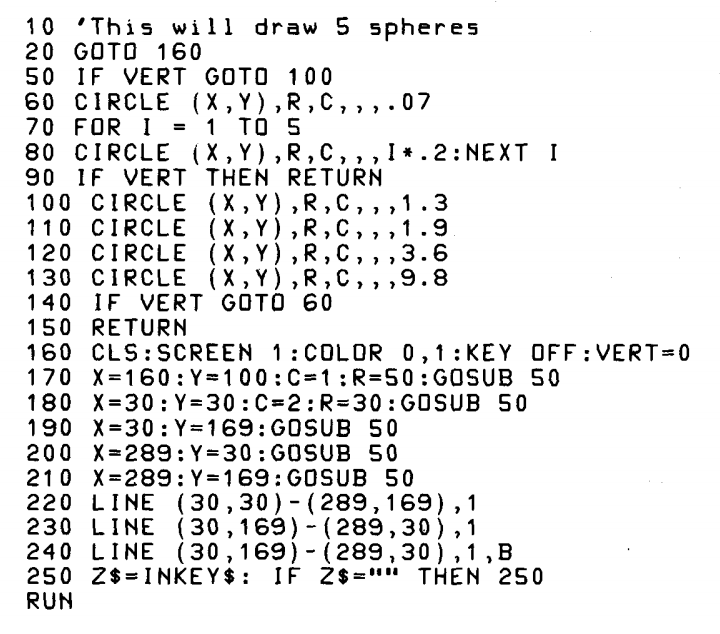 10 'This will draw 5 spheres
20 GOTO 160
50 IF VERT GOTO 100
60 CIRCLE (X,Y),R,C,,,.07
70 FOR I = 1 TO 5
80 CIRCLE (X,Y),R,C,,,I*.2:NEXT I
90 IF VERT THEN RETURN
100 CIRCLE (X,Y),R,C,,,1.3
110 CIRCLE (X,Y),R,C,,,1.9
120 CIRCLE (X,Y),R,C,,,3.6
130 CIRCLE (X,Y),R,C,,,9.8
140 IF VERT GOTO 60
150 RETURN
160 CLS:SCREEN 1:COLOR 0,1:KEY OFF:VERT=0
170 X=160:Y=100:C=1:R=50:GOSUB 50
180 X=30:Y=30:C=2:R=30:GOSUB 50
190 X=30:Y=169:GOSUB 50
200 X=289:Y=30:GOSUB 50
210 X=289:Y=169:GOSUB 50
220 LINE (30,30)-(289,169),1
230 LINE (30,169)-(289,30),1
240 LINE (30,169)-(289,30),1,B
250 Z$=INKEY$: IF Z$="" THEN 250
RUN